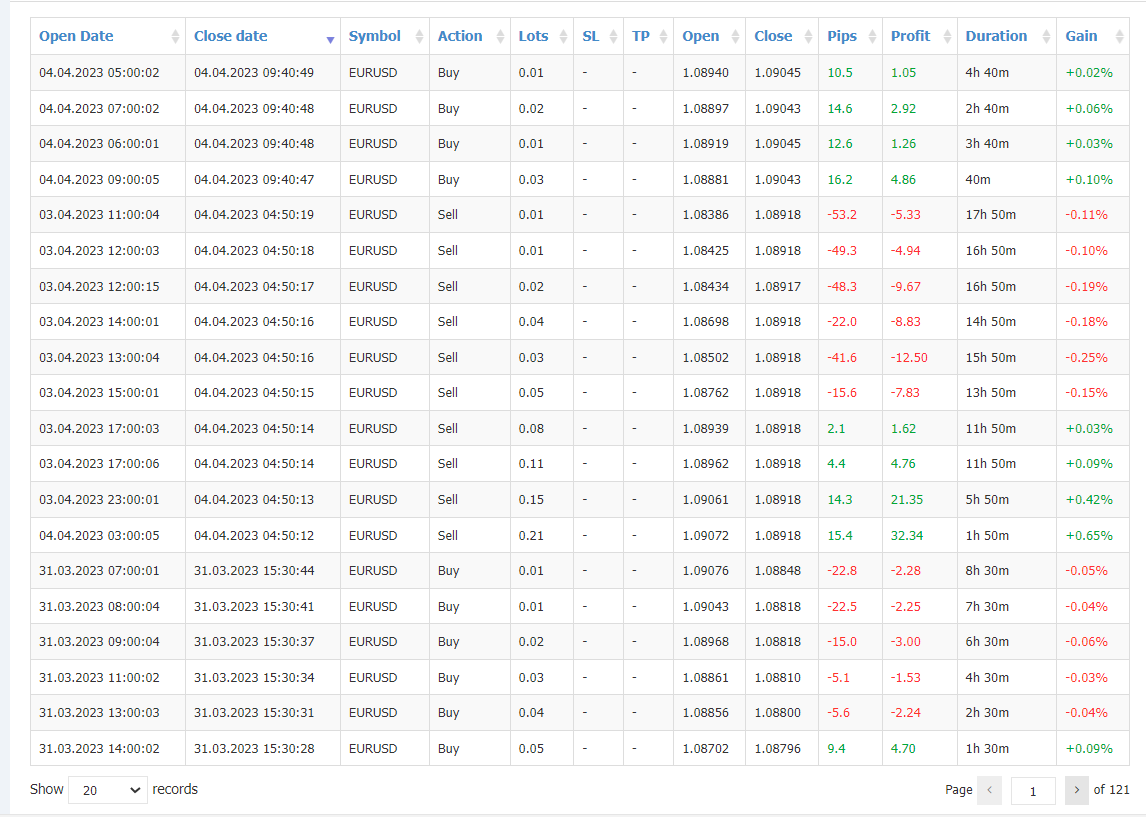 Open Date Close date Symbol Action Lots SL TP Open Close Pips Profit Duration Gain
04.04.2023 05:00:02 04.04.2023 09:40:49 EURUSD Buy 0.01 - - 1.08940 1.09045 10.5 1.05 4h 40m +0.02%
04.04.2023 07:00:02 04.04.2023 09:40:48 EURUSD Buy 0.02 - - 1.08897 1.09043 14.6 2.92 2h 40m +0.06%
04.04.2023 06:00:01 04.04.2023 09:40:48 EURUSD Buy 0.01 - - 1.08919 1.09045 12.6 1.26 3h 40m +0.03%
04.04.2023 09:00:05 04.04.2023 09:40:47 EURUSD Buy 0.03 - - 1.08881 1.09043 16.2 4.86 40m +0.10%
03.04.2023 11:00:04 04.04.2023 04:50:19 EURUSD Sell 0.01 - - 1.08386 1.08918 -53.2 -5.33 17h 50m -0.11%
03.04.2023 12:00:03 04.04.2023 04:50:18 EURUSD Sell 0.01 - - 1.08425 1.08918 -49.3 -4.94 16h 50m -0.10%
03.04.2023 12:00:15 04.04.2023 04:50:17 EURUSD Sell 0.02 - - 1.08434 1.08917 -48.3 -9.67 16h 50m -0.19%
03.04.2023 14:00:01 04.04.2023 04:50:16 EURUSD Sell 0.04 - - 1.08698 1.08918 -22.0 -8.83 14h 50m -0.18%
03.04.2023 13:00:04 04.04.2023 04:50:16 EURUSD Sell 0.03 - - 1.08502 1.08918 -41.6 -12.50 15h 50m -0.25%
03.04.2023 15:00:01 04.04.2023 04:50:15 EURUSD Sell 0.05 - - 1.08762 1.08918 -15.6 -7.83 13h 50m -0.15%
03.04.2023 17:00:03 04.04.2023 04:50:14 EURUSD Sell 0.08 - - 1.08939 1.08918 2.1 1.62 11h 50m +0.03%
03.04.2023 17:00:06 04.04.2023 04:50:14 EURUSD Sell 0.11 - - 1.08962 1.08918 4.4 4.76 11h 50m +0.09%
03.04.2023 23:00:01 04.04.2023 04:50:13 EURUSD Sell 0.15 - - 1.09061 1.08918 14.3 21.35 5h 50m +0.42%
04.04.2023 03:00:05 04.04.2023 04:50:12 EURUSD Sell 0.21 - - 1.09072 1.08918 15.4 32.34 1h 50m +0.65%
31.03.2023 07:00:01 31.03.2023 15:30:44 EURUSD Buy 0.01 - - 1.09076 1.08848 -22.8 -2.28 8h 30m -0.05%
31.03.2023 08:00:04 31.03.2023 15:30:41 EURUSD Buy 0.01 - - 1.09043 1.08818 -22.5 -2.25 7h 30m -0.04%
31.03.2023 09:00:04 31.03.2023 15:30:37 EURUSD Buy 0.02 - - 1.08968 1.08818 -15.0 -3.00 6h 30m -0.06%
31.03.2023 11:00:02 31.03.2023 15:30:34 EURUSD Buy 0.03 - - 1.08861 1.08810 -5.1 -1.53 4h 30m -0.03%
31.03.2023 13:00:03 31.03.2023 15:30:31 EURUSD Buy 0.04 - - 1.08856 1.08800 -5.6 -2.24 2h 30m -0.04%
31.03.2023 14:00:02 31.03.2023 15:30:28 EURUSD Buy 0.05 - - 1.08702 1.08796 9.4 4.70 1h 30m +0.09%
Show 20 records Page 1 of 121